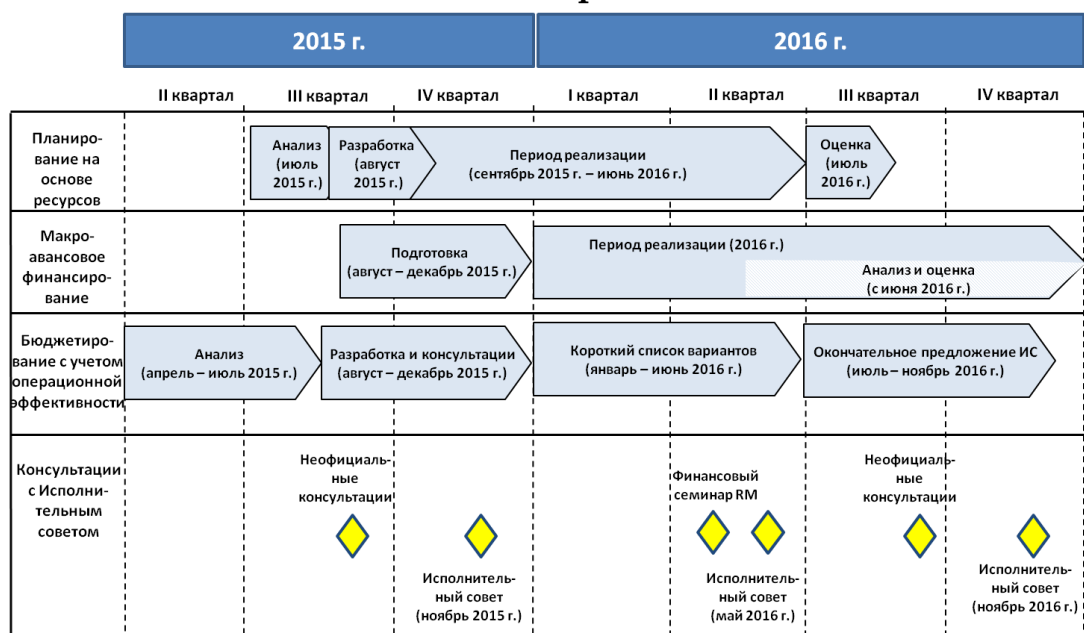 2015 г.
2016 г.
II квартал
III квартал
IV квартал
I квартал
II квартал
III квартал
IV квартал
Планиро-
вание на
основе
ресурсов
Анализ
(июль
2015 г.)
Разработка
(август
2015 г.)
Период реализации
(сентябрь 2015 г. – июнь 2016 г.)
Оценка
(июль
2016 г.)
Макро-
авансовое
финансиро-
вание
Подготовка
(август – декабрь 2015 г.)
Период реализации (2016 г.)
Анализ и оценка
(с июня 2016 г.)
Бюджетиро-
вание с учетом
операционной
эффективности
Анализ
(апрель – июль 2015 г.)
Разработка и консультации
(август – декабрь 2015 г.)
Короткий список вариантов
(январь – июнь 2016 г.)
Окончательное предложение ИС
(июль – ноябрь 2016 г.)
Консультации
с Исполни-
тельным
советом
Неофициаль-
ные
консультации
Исполнитель-
ный совет
(ноябрь 2015 г.)
Финансовый
семинар RM
Исполнитель-
ный совет
(май 2016 г.)
Неофициаль-
ные
консультации
Исполнитель-
ный совет
(ноябрь 2016 г.)